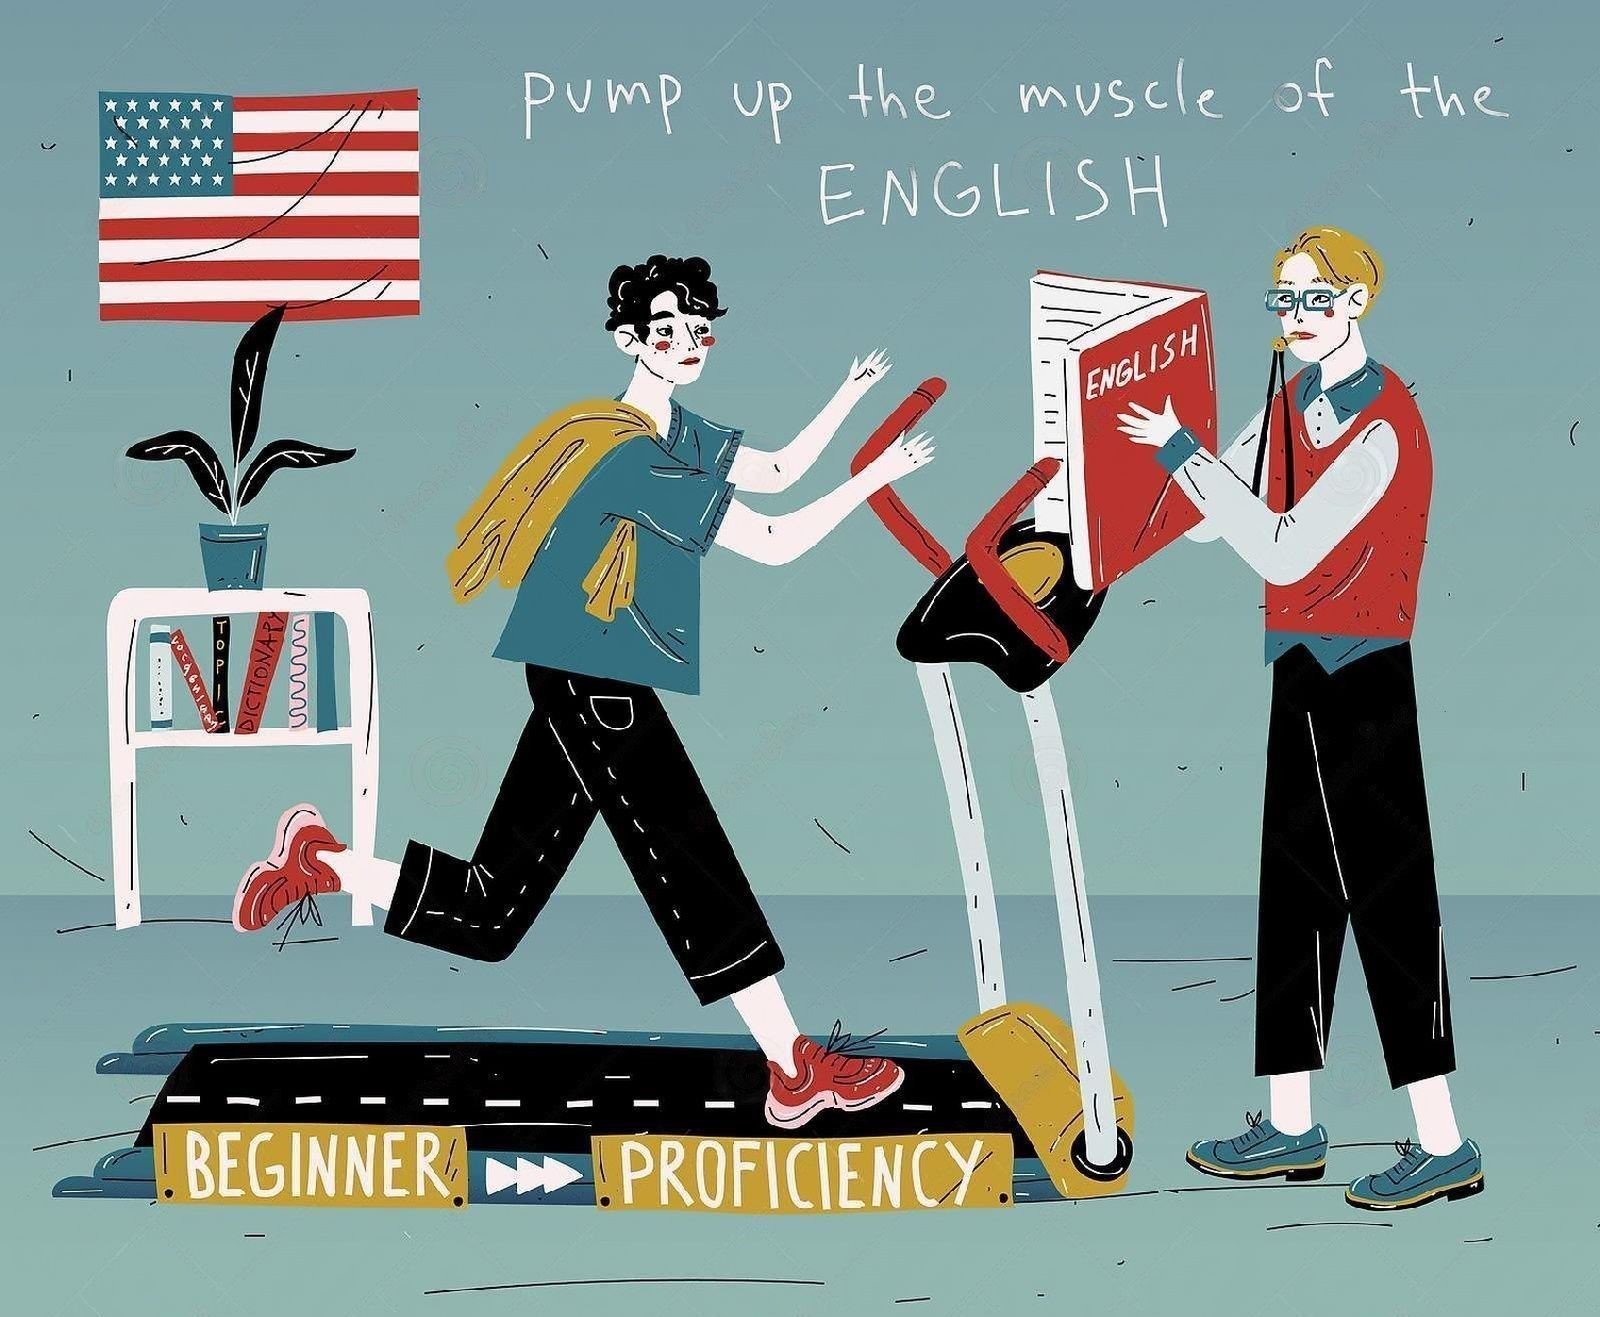 pump up the muscle of the
ENGLISH
ENGLISH
TOPIC
DICTIONARY
BEGINNER
PROFICIENCY